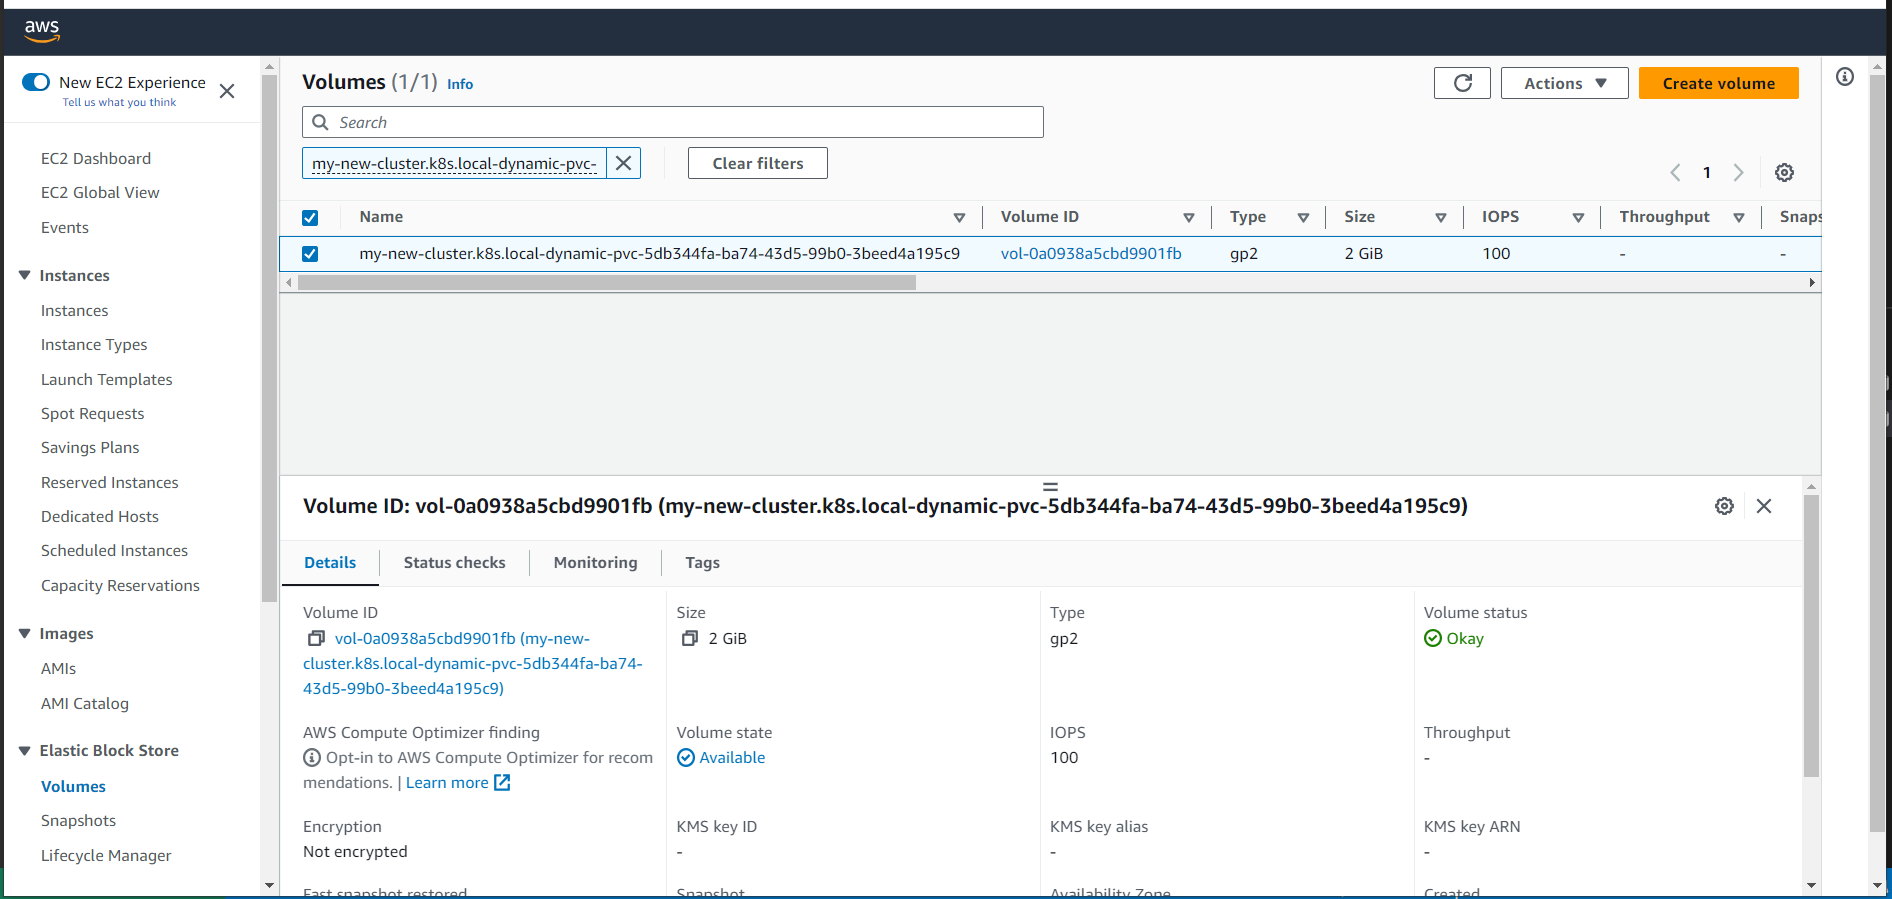 aws
New EC2 Experience
Tell us what you think
EC2 Dashboard
EC2 Global View
Events
Instances
Instances
Instance Types
Launch Templates
Spot Requests
Savings Plans
Reserved Instances
Dedicated Hosts
Scheduled Instances
Capacity Reservations
Images
AMIs
AMI Catalog
Elastic Block Store
Volumes
Snapshots
Lifecycle Manager
Volumes (1/1) Info
Actions
Create volume
Search
my-new-cluster.k8s.local-dynamic-pvc-
Clear filters
1
Name Volume ID Type Size IOPS Throughput Snaps
my-new-cluster.k8s.local-dynamic-pvc-5db344fa-ba74-43d5-99b0-3beed4a195c9 vol-0a0938a5cbd9901fb gp2 2 GiB 100 - -
Volume ID: vol-0a0938a5cbd9901fb (my-new-cluster.k8s.local-dynamic-pvc-5db344fa-ba74-43d5-99b0-3beed4a195c9)
Details Status checks Monitoring Tags
Volume ID
vol-0a0938a5cbd9901fb (my-new-
cluster.k8s.local-dynamic-pvc-5db344fa-ba74-
43d5-99b0-3beed4a195c9)
Size
2 GiB
Type
gp2
Volume status
Okay
AWS Compute Optimizer finding
Opt-in to AWS Compute Optimizer for recom
mendations. | Learn more
Volume state
Available
IOPS
100
Throughput
-
Encryption
Not encrypted
KMS key ID
-
KMS key alias
-
KMS key ARN
-
Fast snapshot restored
Snapshot
Availability Zone
Created